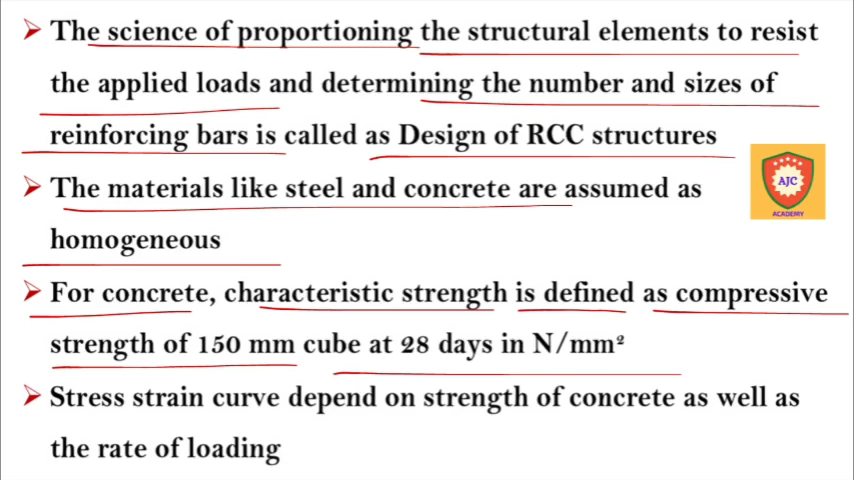 The science of proportioning the structural elements to resist
the applied loads and determining the number and sizes of
reinforcing bars is called as Design of RCC structures
The materials like steel and concrete are assumed as
homogeneous
AJC
ACADEMY
For concrete, characteristic strength is defined as compressive
strength of 150 mm cube at 28 days in N/mm²
Stress strain curve depend on strength of concrete as well as
the rate of loading